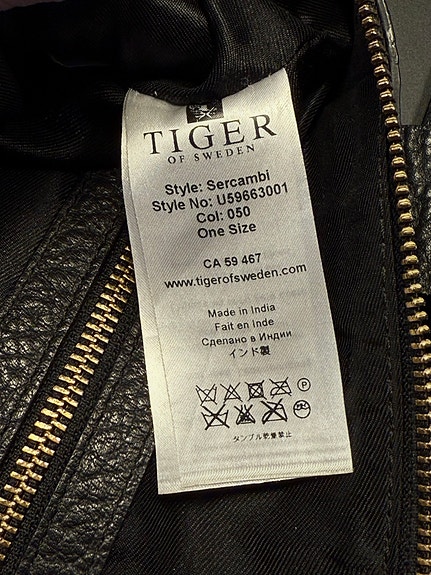 TIGER
OF SWEDEN
Style: Sercambi
Style No: U59663001
Col: 050
One Size
CA 59 467
www.tigerofsweden.com
Made in India
Fait en Inde
Сделано в Индии
インド製
P
タンブル乾燥禁止